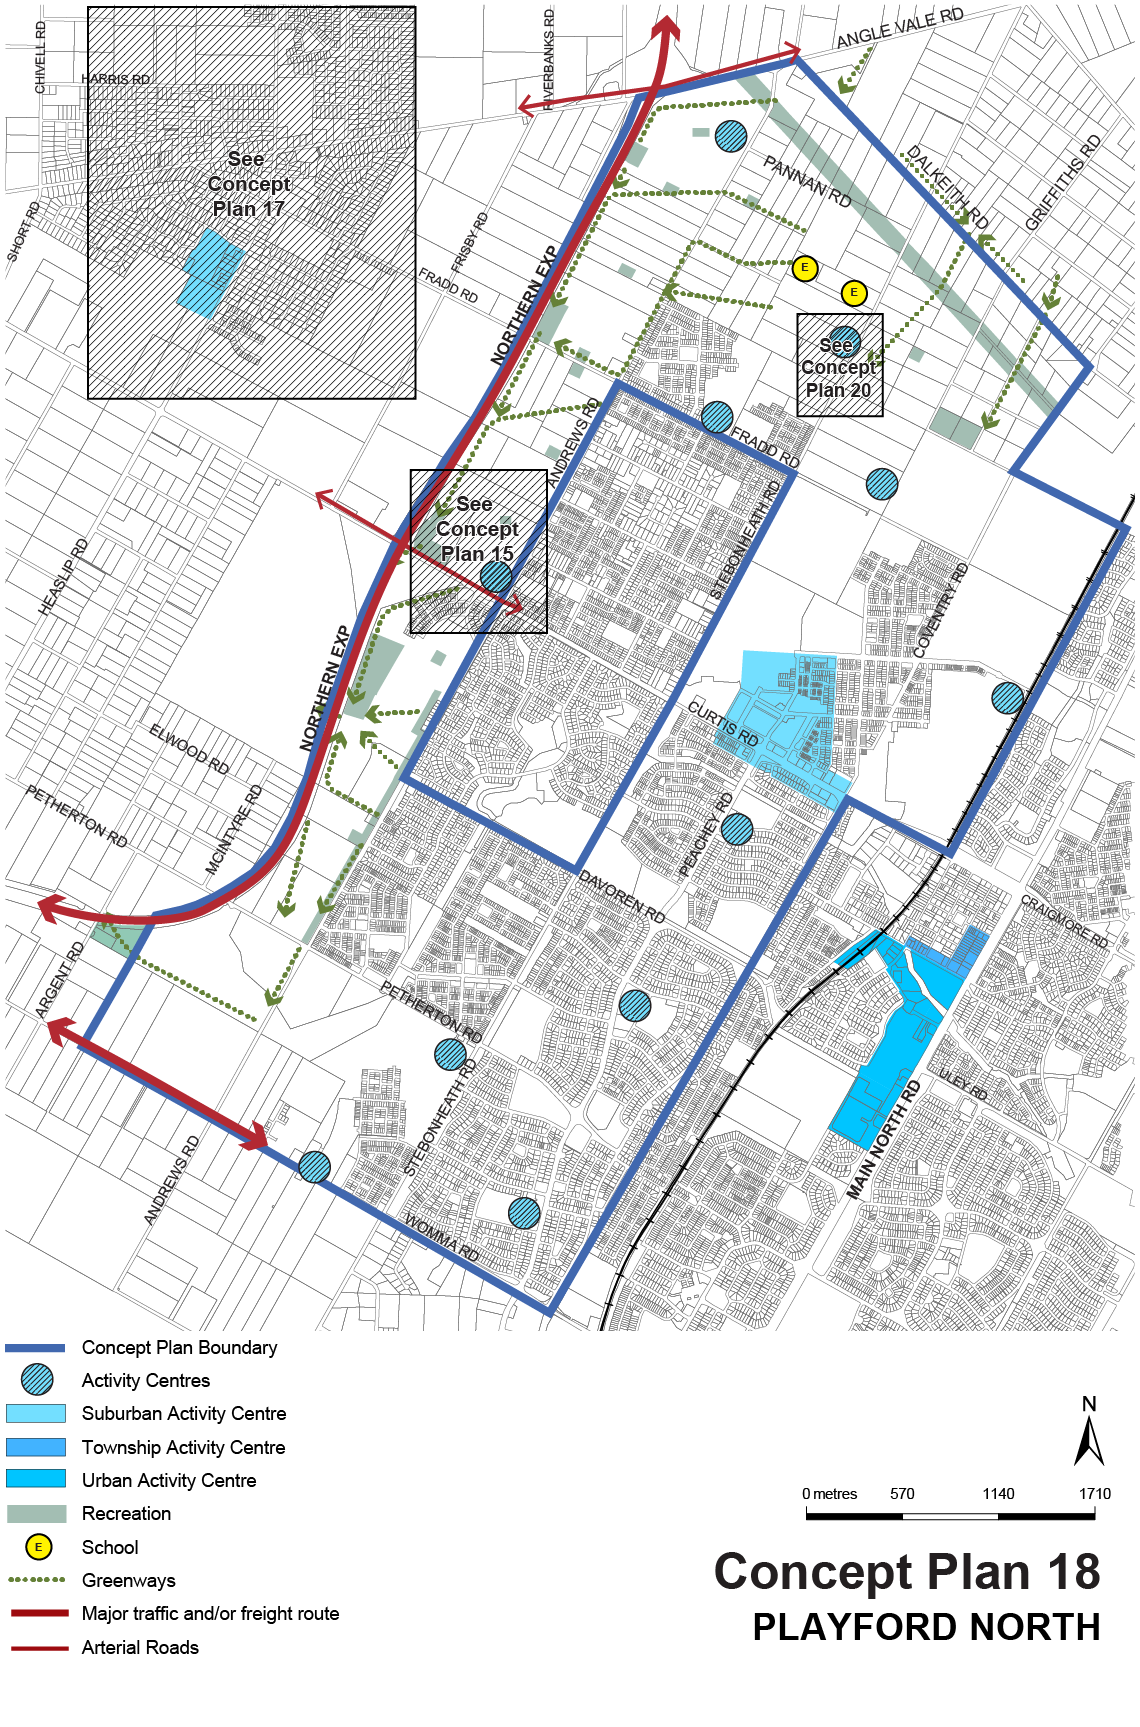 CHIVELL RD
HARRIS RD
RIVERBANKS RD
ANGLE VALE RD
See
Concept
Plan 17
SHORT RD
FRISBY RD
FRADD RD
NORTHERN EXP
PANNAN RD
DALKEITH RD
GRIFFITHS RD
E
E
See
Concept
Plan 20
ANDREWS RD
FRADD RD
STEBONHEATH RD
See
Concept
Plan 15
HEASLIP RD
COVENTRY RD
NORTHERN EXP
CURTIS RD
ELWOOD RD
PETHERTON RD
MCINTYRE RD
PEACHEY RD
DAVOREN RD
CRAIGMORE RD
ARGENT RD
PETHERTON RD
STEBONHEATH RD
ULEY RD
MAIN NORTH RD
ANDREWS RD
WOMMA RD
Concept Plan Boundary
Activity Centres
Suburban Activity Centre
Township Activity Centre
Urban Activity Centre
Recreation
E School
Greenways
Major traffic and/or freight route
Arterial Roads
N
0 metres 570 1140 1710
Concept Plan 18
PLAYFORD NORTH